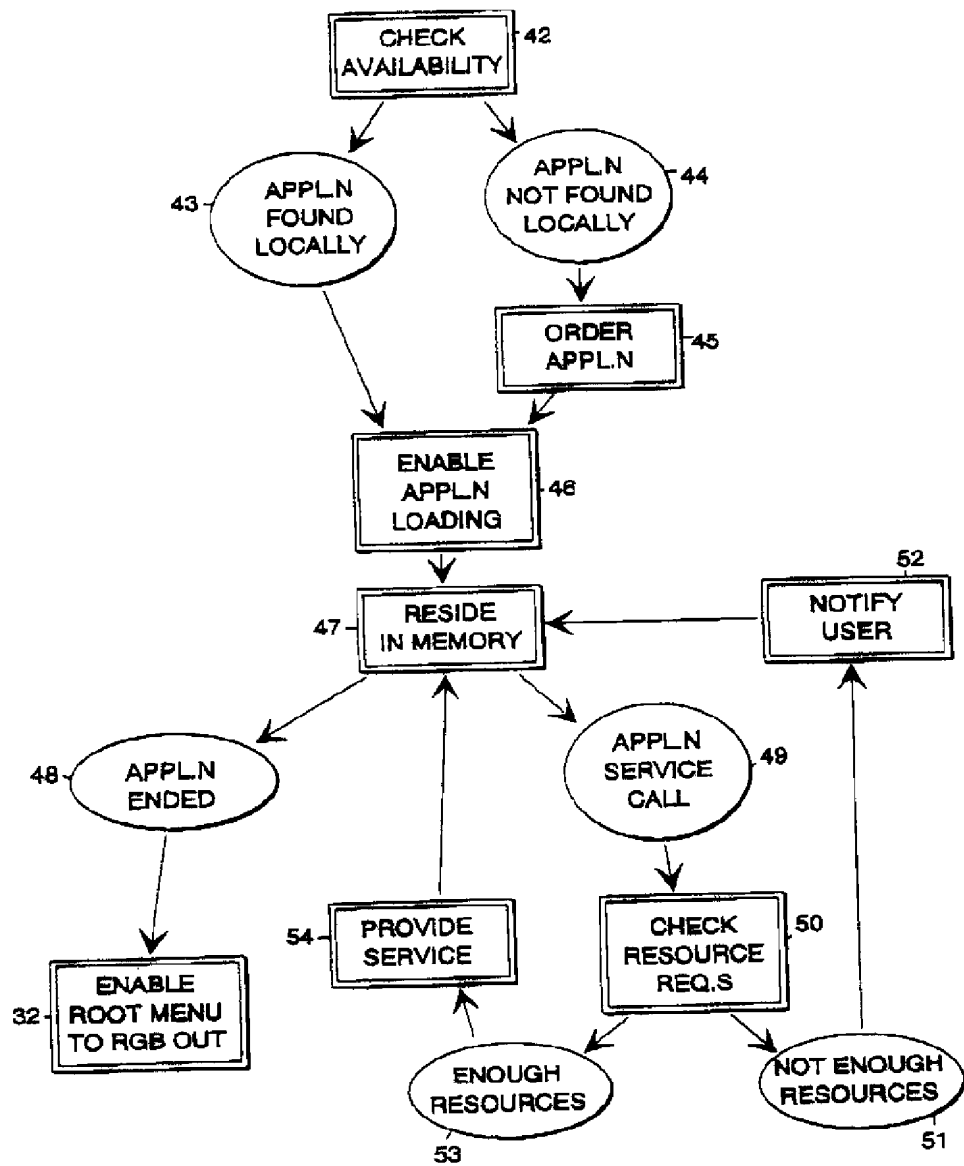 CHECK
AVAILABILITY
42
43
APPL.N
FOUND
LOCALLY
APPL.N
NOT FOUND
LOCALLY
44
ORDER
APPL.N
45
ENABLE
APPL.N
LOADING
46
47
RESIDE
IN MEMORY
52
NOTIFY
USER
48
APPL.N
ENDED
APPL.N
SERVICE
CALL
49
54
PROVIDE
SERVICE
CHECK
RESOURCE
REQ.S
50
32
ENABLE
ROOT MENU
TO RGB OUT
ENOUGH
RESOURCES
53
NOT ENOUGH
RESOURCES
51